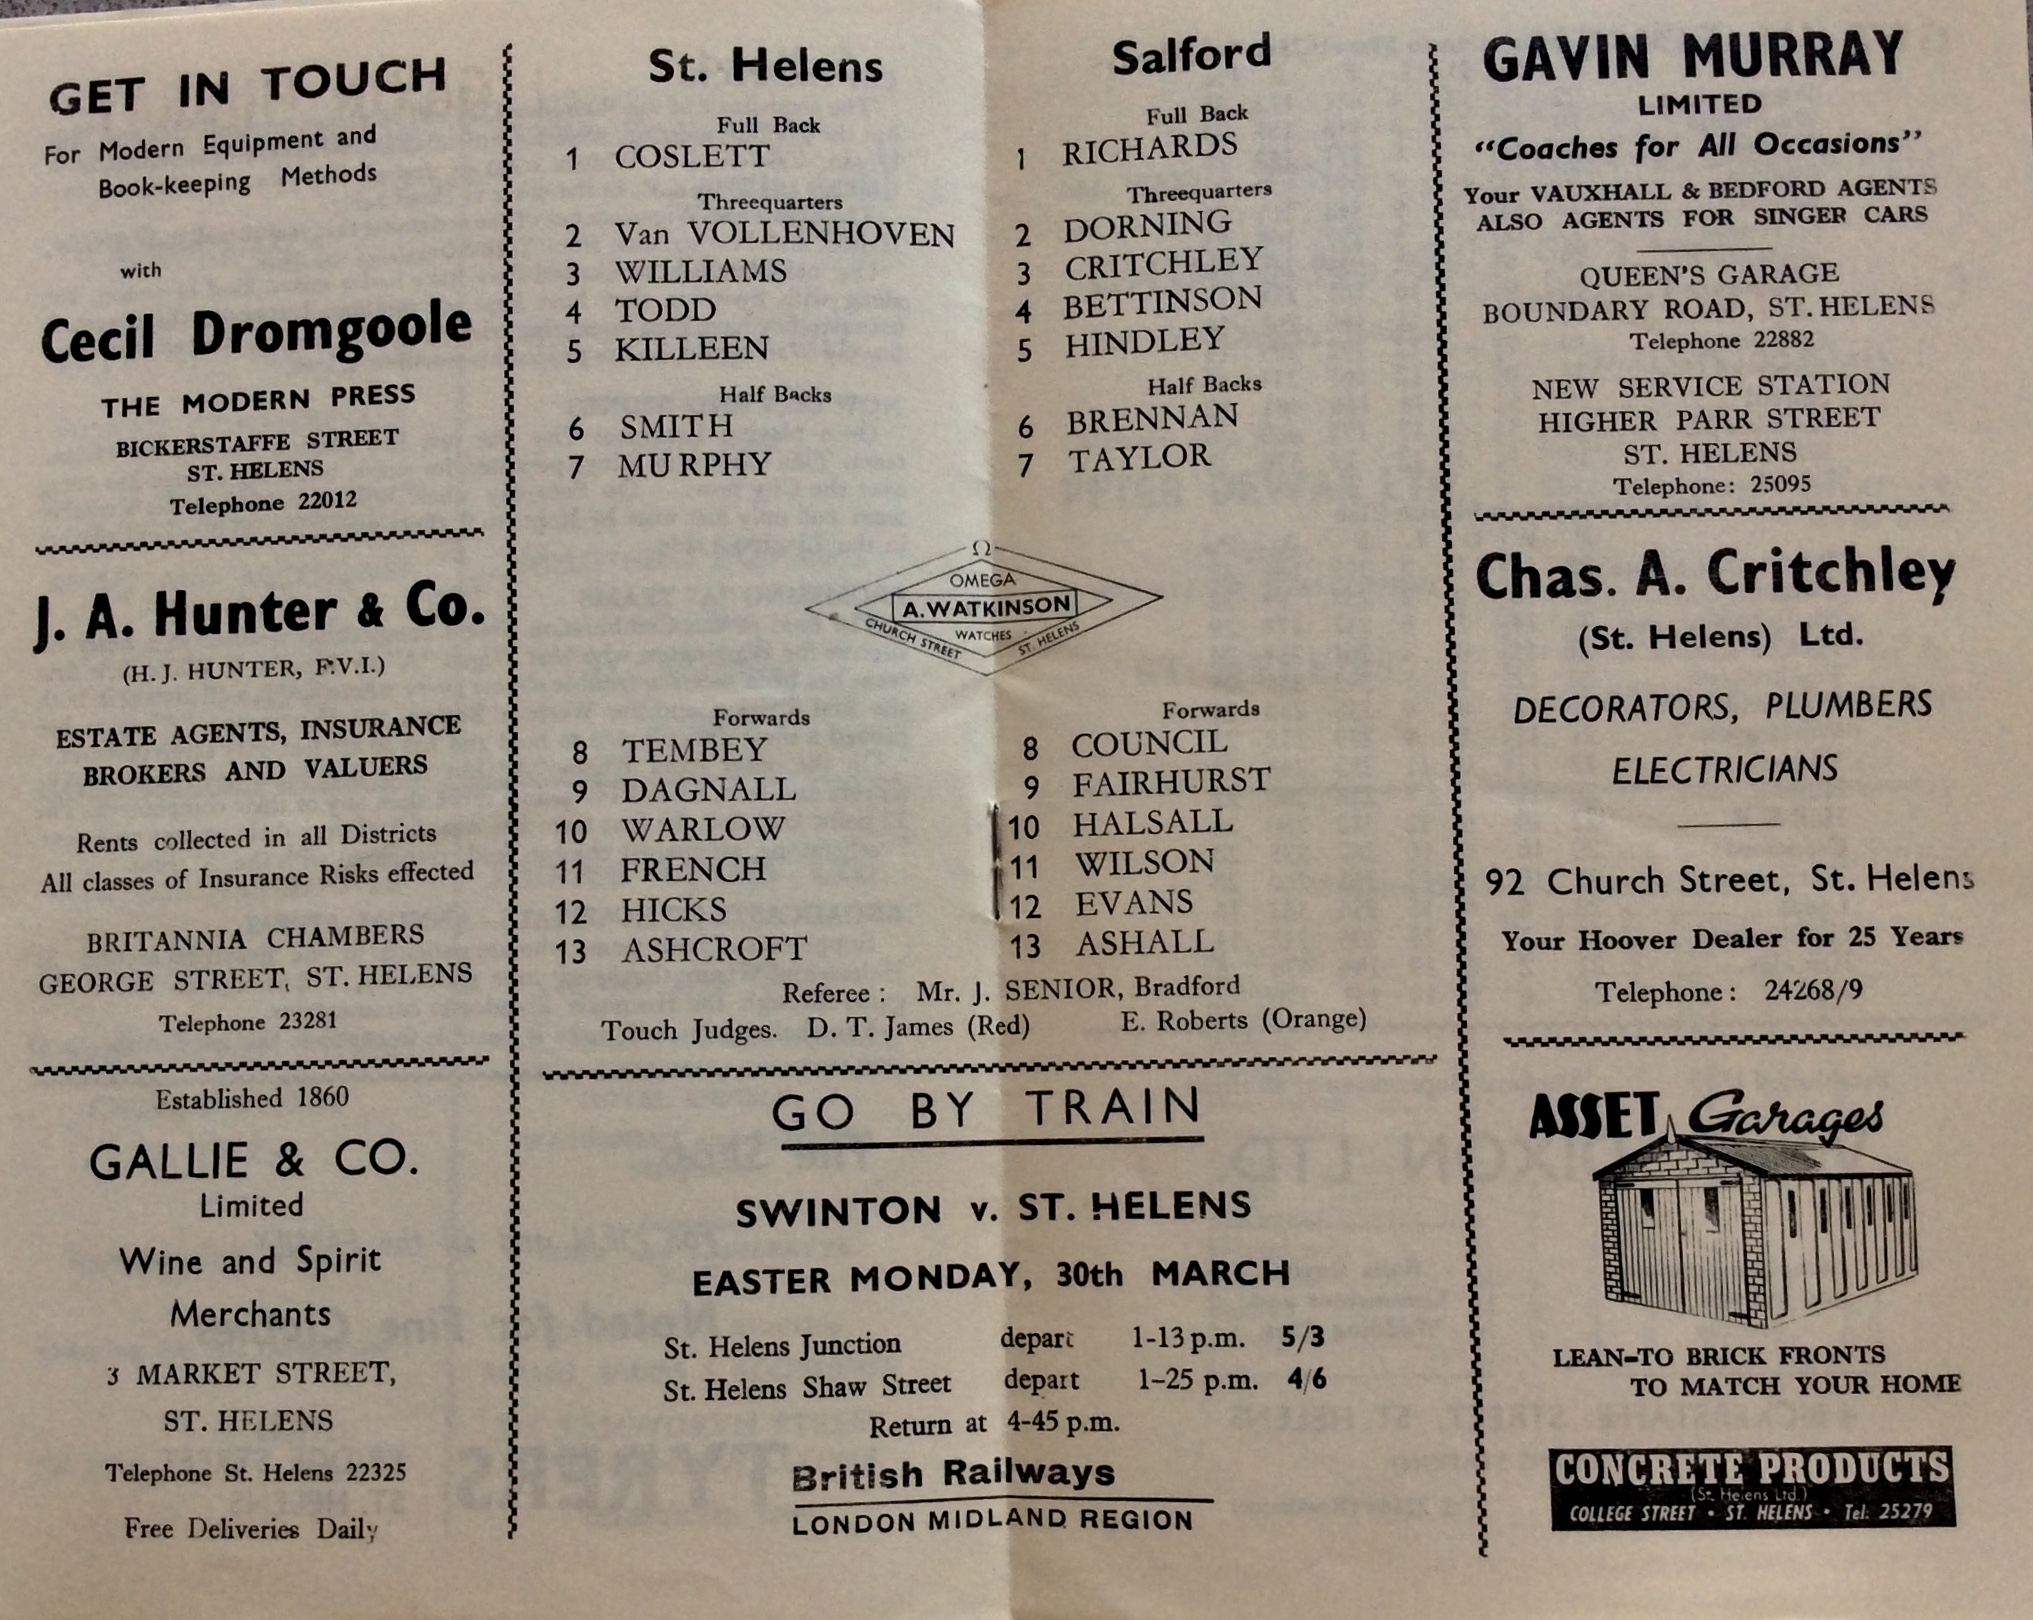 GET IN TOUCH
For Modern Equipment and
Book-keeping Methods
with
Cecil Dromgoole
THE MODERN PRESS
BICKERSTAFFE STREET
ST. HELENS
Telephone 22012
J. A. Hunter & Co.
(H. J. HUNTER, F.V.I.)
ESTATE AGENTS, INSURANCE
BROKERS AND VALUERS
Rents collected in all Districts
All classes of Insurance Risks effected
BRITANNIA CHAMBERS
GEORGE STREET, ST. HELENS
Telephone 23281
Established 1860
GALLIE & CO.
Limited
Wine and Spirit
Merchants
3 MARKET STREET,
ST. HELENS
Telephone St. Helens 22325
Free Deliveries Daily
St. Helens
Full Back
1 COSLETT
Threequarters
2 Van VOLLENHOVEN
3 WILLIAMS
4 TODD
5 KILLEEN
Half Backs
6 SMITH
7 MURPHY
Salford
Full Back
1 RICHARDS
Threequarters
2 DORNING
3 CRITCHLEY
4 BETTINSON
5 HINDLEY
Half Backs
6 BRENNAN
7 TAYLOR
Ω
OMEGA
A. WATKINSON
WATCHES
CHURCH STREET ST. HELENS
Forwards
8 TEMBEY
9 DAGNALL
10 WARLOW
11 FRENCH
12 HICKS
13 ASHCROFT
Forwards
8 COUNCIL
9 FAIRHURST
10 HALSALL
11 WILSON
12 EVANS
13 ASHALL
Referee : Mr. J. SENIOR, Bradford
Touch Judges. D. T. James (Red) E. Roberts (Orange)
GO BY TRAIN
SWINTON v. ST. HELENS
EASTER MONDAY, 30th MARCH
St. Helens Junction depart 1-13 p.m. 5/3
St. Helens Shaw Street depart 1-25 p.m. 4/6
Return at 4-45 p.m.
British Railways
LONDON MIDLAND REGION
GAVIN MURRAY
LIMITED
"Coaches for All Occasions"
Your VAUXHALL & BEDFORD AGENTS
ALSO AGENTS FOR SINGER CARS
QUEEN'S GARAGE
BOUNDARY ROAD, ST. HELENS
Telephone 22882
NEW SERVICE STATION
HIGHER PARR STREET
ST. HELENS
Telephone: 25095
Chas. A. Critchley
(St. Helens) Ltd.
DECORATORS, PLUMBERS
ELECTRICIANS
92 Church Street, St. Helens
Your Hoover Dealer for 25 Years
Telephone : 24268/9
ASSET Garages
LEAN-TO BRICK FRONTS
TO MATCH YOUR HOME
CONCRETE PRODUCTS
(St. Helens Ltd.)
COLLEGE STREET • ST. HELENS • Tel: 25279